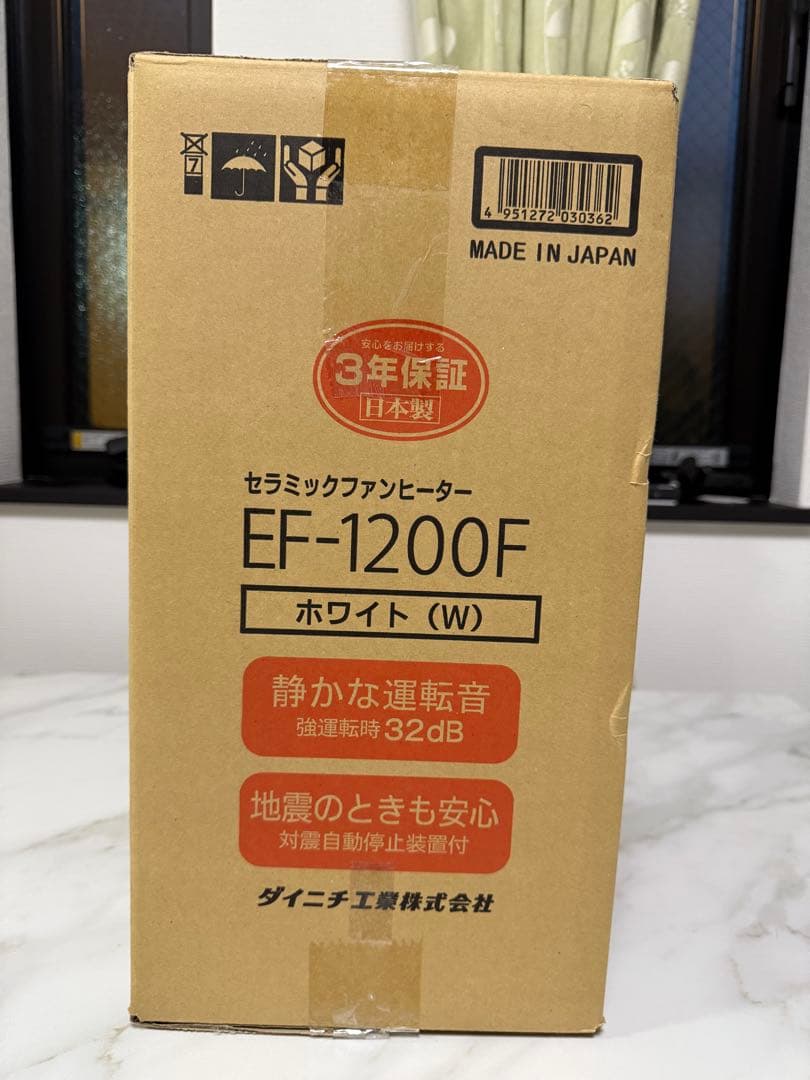 7
4 951272 030362
MADE IN JAPAN
安心をお届けする
3年保証
日本製
セラミックファンヒーター
EF-1200F
ホワイト(W)
静かな運転音
強運転時32dB
地震のときも安心
対震自動停止装置付
ダイニチ工業株式会社